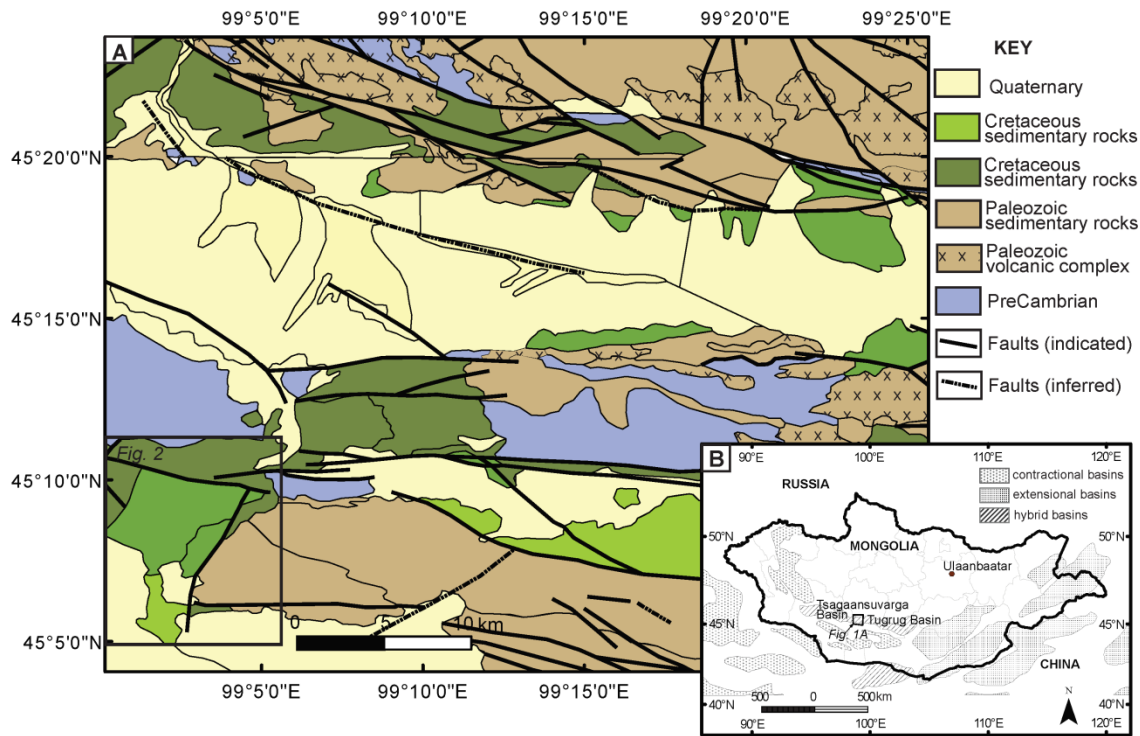 99°5'0"E 99°10'0"E 99°15'0"E 99°20'0"E 99°25'0"E
A
45°20'0"N
45°15'0"N
45°10'0"N
45°5'0"N
Fig. 2
0 5 10 km
99°5'0"E 99°10'0"E 99°15'0"E
KEY
Quaternary
Cretaceous
sedimentary rocks
Cretaceous
sedimentary rocks
Paleozoic
sedimentary rocks
Paleozoic
volcanic complex
PreCambrian
Faults (indicated)
Faults (inferred)
B
90°E 100°E 110°E 120°E
contractional basins
extensional basins
hybrid basins
RUSSIA
50°N 50°N
MONGOLIA
Ulaanbaatar
Tsagaansuvarga
Basin
Tugrug Basin
45°N 45°N
Fig. 1A
CHINA
500 0 500km
N
40°N 40°N
90°E 100°E 110°E 120°E